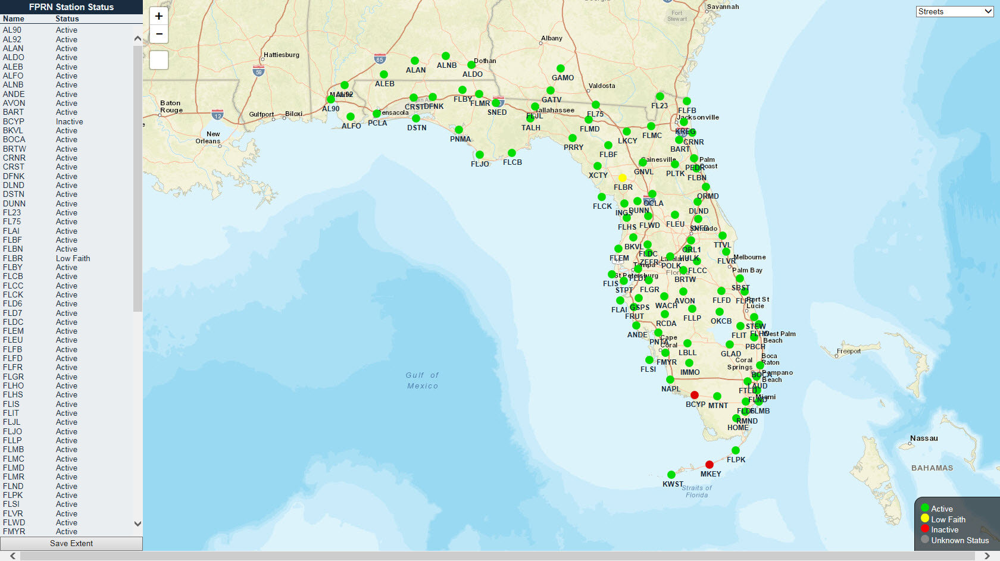 FPRN Station Status
Name Status
AL90 Active
AL92 Active
ALAN Active
ALDO Active
ALEB Active
ALFO Active
ALNB Active
ANDE Active
AVON Active
BART Active
BCYP Inactive
BKVL Active
BOCA Active
BRTW Active
CRNR Active
CRST Active
DFNK Active
DLND Active
DSTN Active
DUNN Active
FL23 Active
FL75 Active
FLAI Active
FLBF Active
FLBN Active
FLBR Low Faith
FLBY Active
FLCB Active
FLCC Active
FLCK Active
FLD6 Active
FLD7 Active
FLDC Active
FLEM Active
FLEU Active
FLFB Active
FLFD Active
FLFR Active
FLGR Active
FLHO Active
FLHS Active
FLIS Active
FLIT Active
FLJL Active
FLJO Active
FLLP Active
FLMB Active
FLMC Active
FLMD Active
FLMR Active
FLND Active
FLPK Active
FLSI Active
FLVR Active
FLWD Active
FMYR Active
Save Extent
+
−
Streets
Georgia
Savannah
Fort
Stewart
Albany
Hattiesburg
65
59
ALNB
ALAN
Dothan
ALDO
ALEB
GAMO
Valdosta
Mobile
AL92
AL90
FLBY
FLMR
SNED
GATV
FL23
FLFB
CRST
DFNK
Baton
Rouge
12
Gulfport
Biloxi
Pensacola
PCLA
ALFO
DSTN
Tallahassee
FLJL
TALH
FL75
FLMD
Jacksonville
KREG
CRNR
BART
New
Orleans
PNMA
PRRY
LKCY
FLMC
FLBF
FLJO
FLCB
Gainesville
GNVL
PLTK
Palm
Coast
PEDR
FLBN
XCTY
FLBR
ORMD
FLCK
INGS
DUNN
OCLA
DLND
FLHS
FLWD
FLEU
SNFD
Orlando
BKVL
TTVL
FLDC
ORL1
FLEM
ZEFR
Lakeland
POLK
HULK
FLVR
Melbourne
Tampa
Florida
FLCC
Palm Bay
St Petersburg
FLD7
BRTW
FLIS
STPT
FLGR
SBST
FLFR
WACH
AVON
FLFD
Port St
Lucie
FLAI
GSPS
FRUT
RCDA
FLLP
OKCB
STEW
ANDE
FLIT
FLHO
West Palm
Beach
PNTA
Cape
Coral
LBLL
PBCH
GLAD
FMYR
Coral
Springs
Boca
Raton
FLSI
IMMO
BOCA
Pompano
Beach
LAUD
NAPL
FTLD
FLND
Miami
BCYP
MTNT
FLD6
FLMB
RMND
HOME
FLPK
MKEY
KWST
Straits of
Florida
Gulf of
Mexico
Freeport
Nassau
BAHAMAS
Active
Low Faith
Inactive
Unknown Status